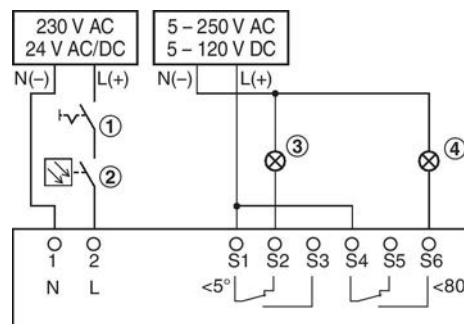 230 V AC
24 V AC/DC
5 – 250 V AC
5 – 120 V DC
N(–) L(+)
N(–) L(+)
1
2
3
4
1 2 S1 S2 S3 S4 S5 S6
N L <5° <80